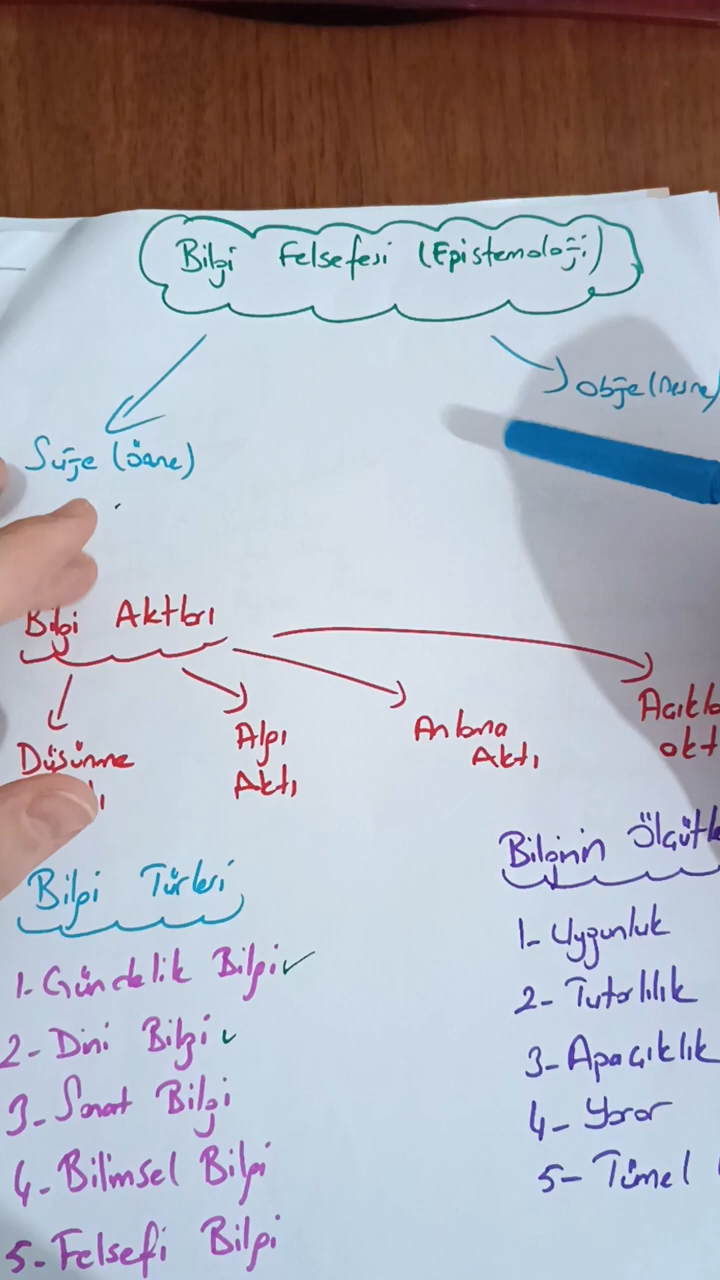 Bilgi Felsefesi (Epistemoloji)
Süje (Özne)
Obje (Nesne)
Bilgi Aktları
Düşünme
Algı
Aktı
Anlama
Aktı
Bilgi Türleri
1- Gündelik Bilgi ✓
2- Dini Bilgi ✓
3- Sanat Bilgi
4- Bilimsel Bilgi
5- Felsefi Bilgi
Bilginin
1- Uygunluk
2- Tutarlılık
3- Apaçıklık
4- Yarar
5- Tümel